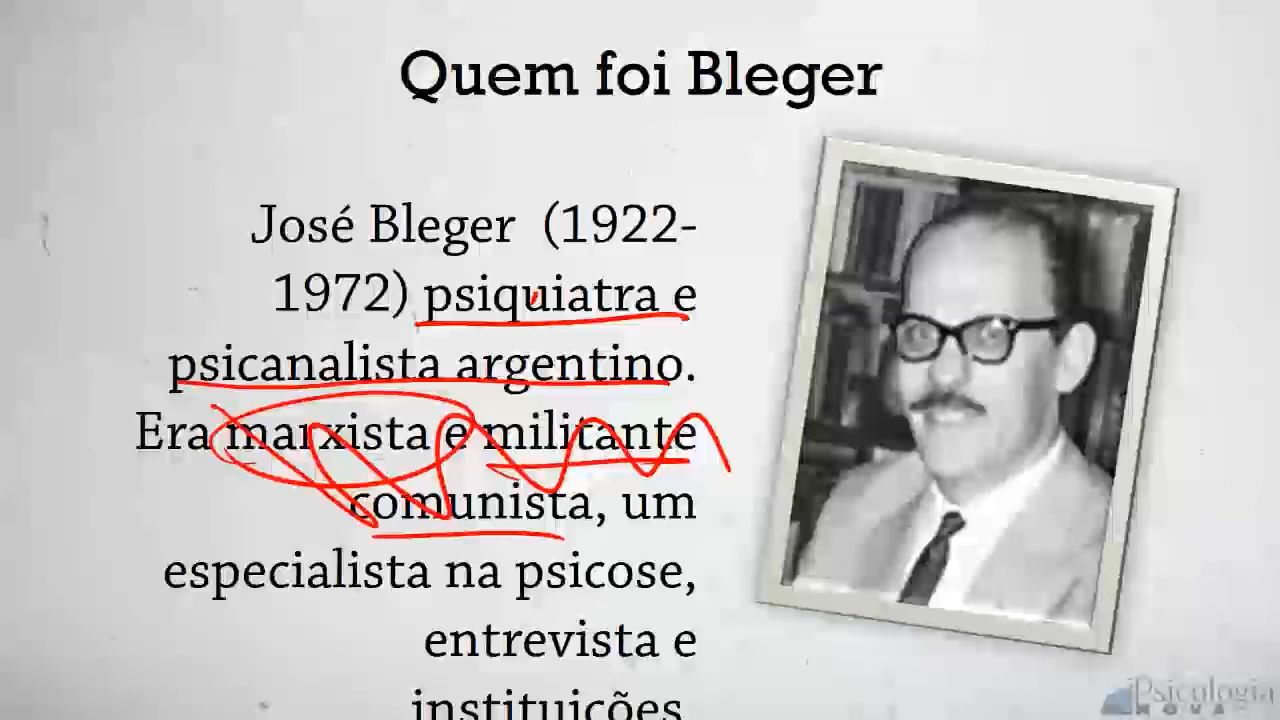 Quem foi Bleger
José Bleger (1922-
1972) psiquiatra e
psicanalista argentino.
Era marxista e militante
comunista, um
especialista na psicose,
entrevista e
instituições
Psicologia
NOVA